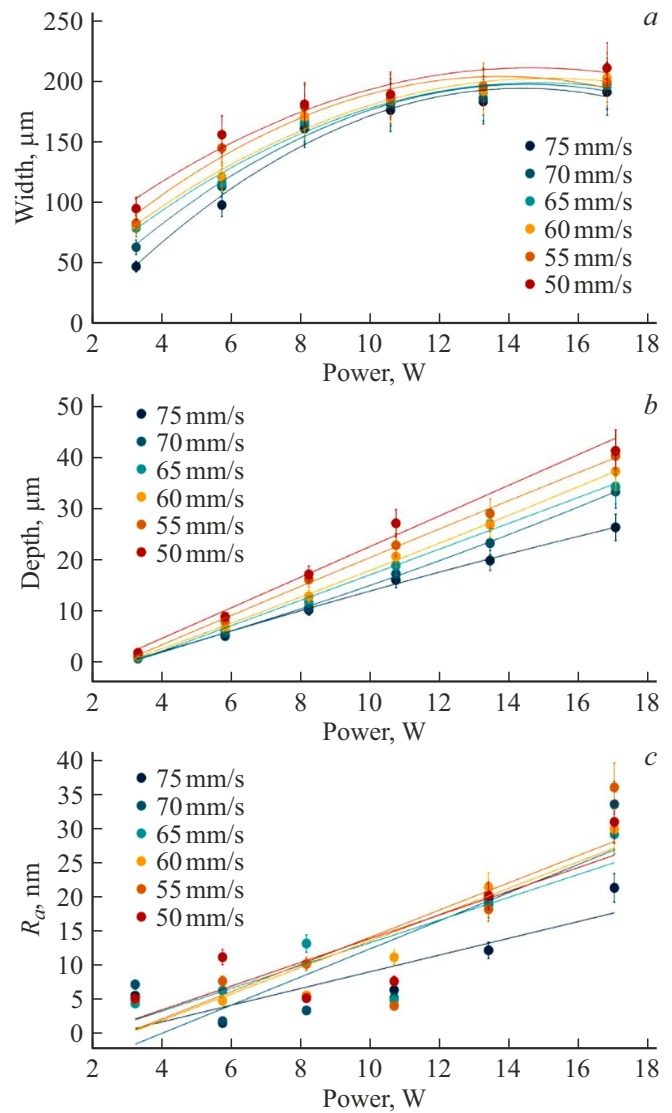 a
250
200
150
100
50
0
Width, μm
75 mm/s
70 mm/s
65 mm/s
60 mm/s
55 mm/s
50 mm/s
2 4 6 8 10 12 14 16 18
Power, W
b
50
40
30
20
10
0
Depth, μm
75 mm/s
70 mm/s
65 mm/s
60 mm/s
55 mm/s
50 mm/s
2 4 6 8 10 12 14 16 18
Power, W
c
40
35
30
25
20
15
10
5
0
Ra, nm
75 mm/s
70 mm/s
65 mm/s
60 mm/s
55 mm/s
50 mm/s
2 4 6 8 10 12 14 16 18
Power, W